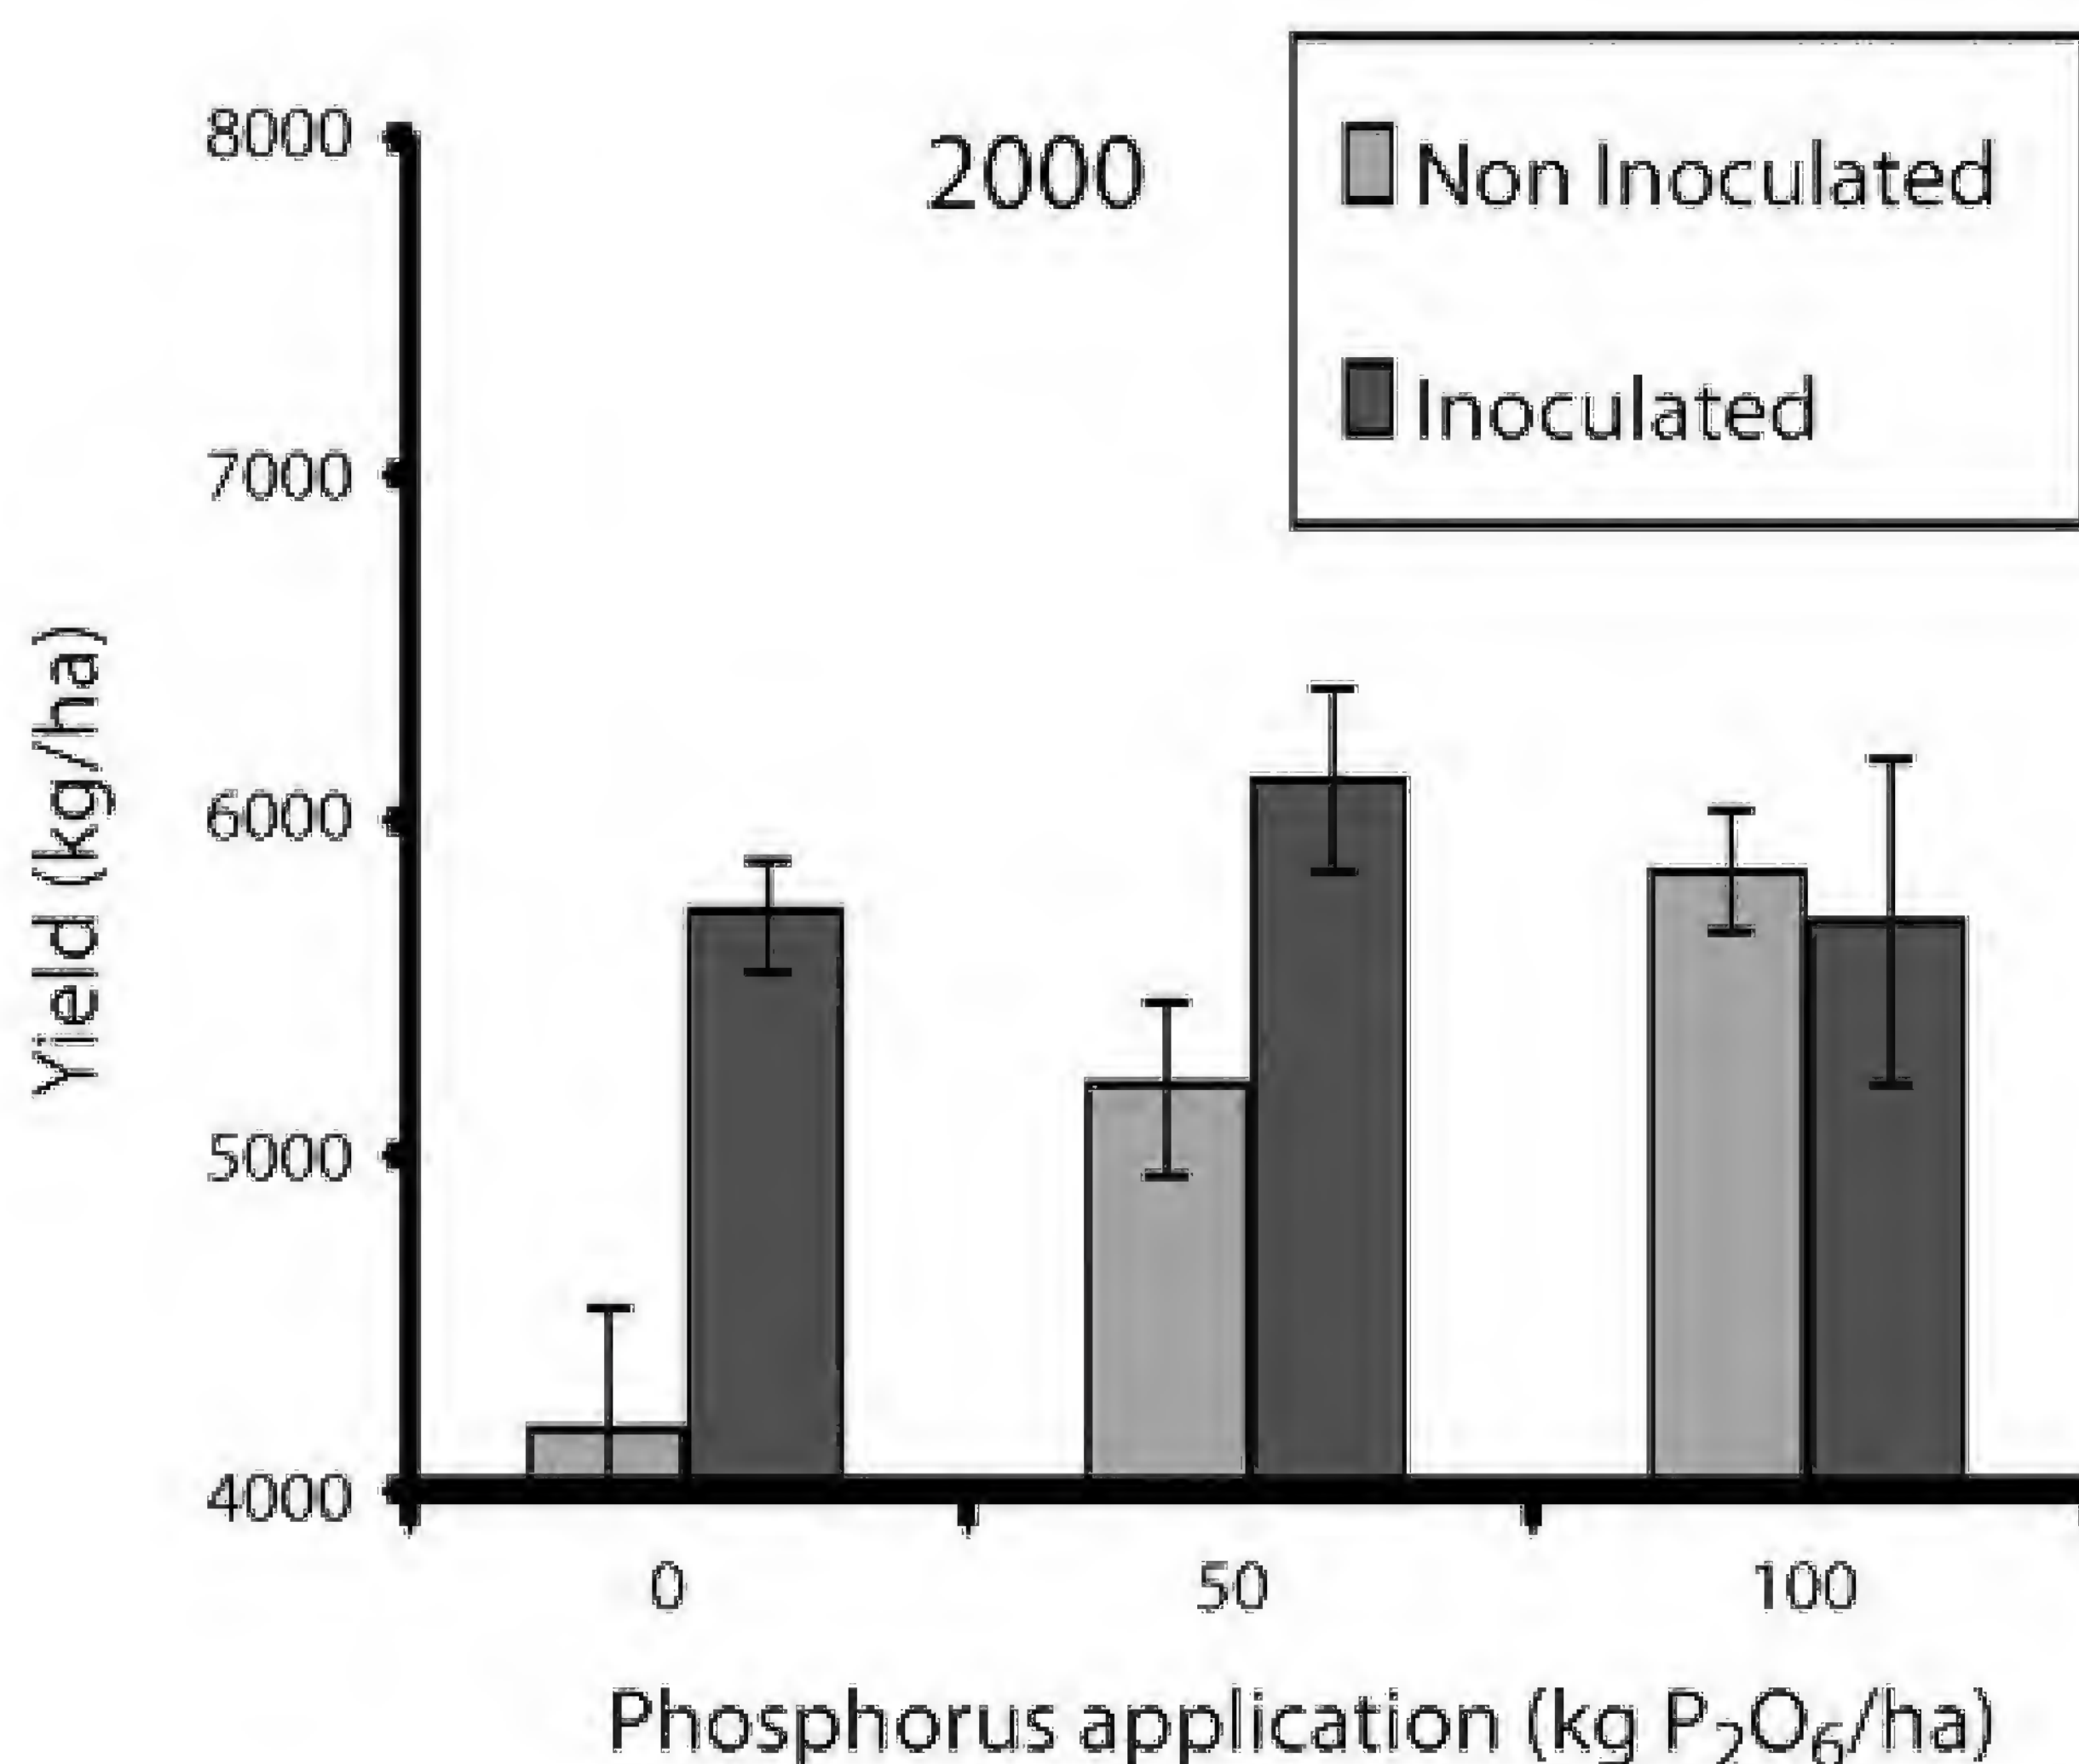 2000
Non Inoculated
Inoculated
8000
7000
6000
5000
4000
Yield (kg/ha)
0 50 100
Phosphorus application (kg P₂O₆/ha)